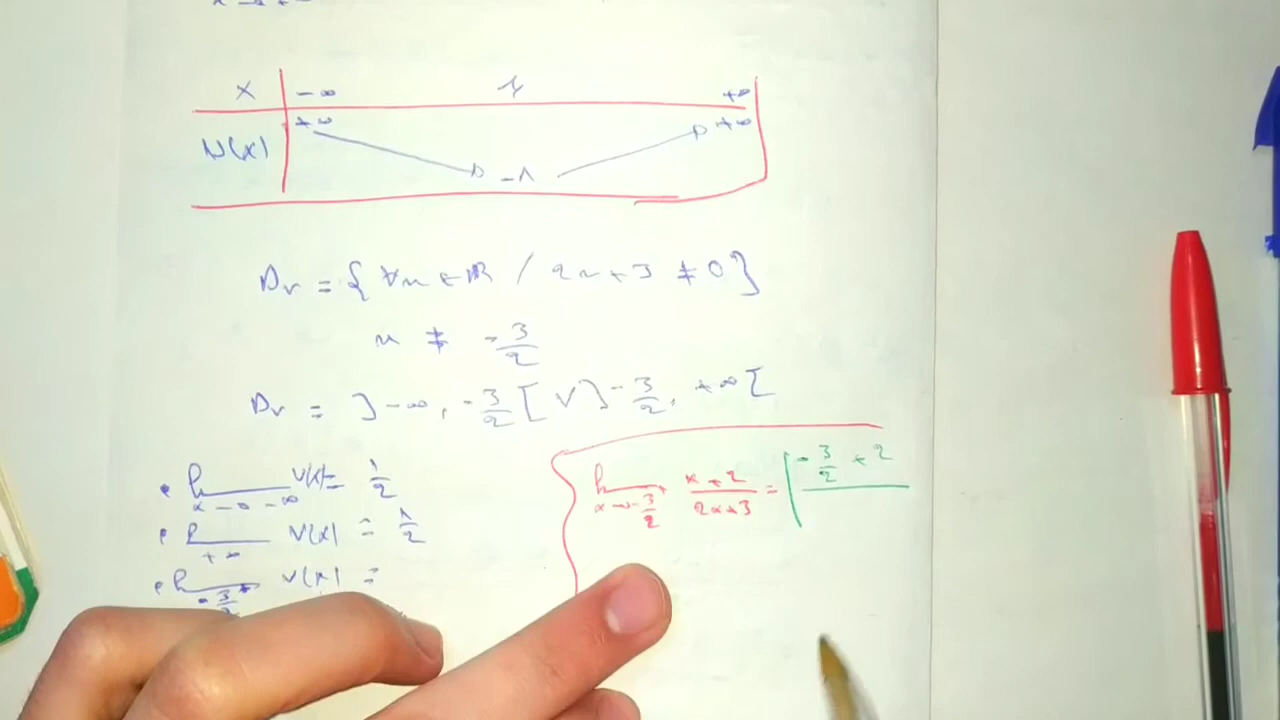 x | -∞ 1 +∞
N(x) | +∞ -1 +∞
Dv = { ∀x ∈ ℝ / 2x + 3 ≠ 0 }
x ≠ -3/2
Dv = ]-∞, -3/2[ ∪ ]-3/2, +∞[
• lim x→-∞ V(x) = 1/2
• lim +∞ V(x) = 1/2
• lim -3/2+ V(x) =
lim x→-3/2+ x+2/2x+3 = [-3/2 + 2